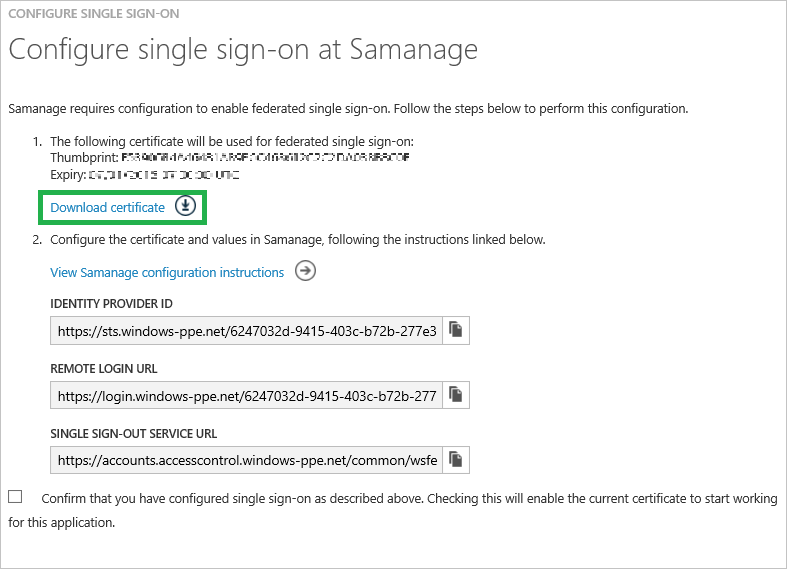 CONFIGURE SINGLE SIGN-ON
Configure single sign-on at Samanage
Samanage requires configuration to enable federated single sign-on. Follow the steps below to perform this configuration.
1. The following certificate will be used for federated single sign-on:
Thumbprint:
Expiry:
Download certificate
2. Configure the certificate and values in Samanage, following the instructions linked below.
View Samanage configuration instructions
IDENTITY PROVIDER ID
https://sts.windows-ppe.net/6247032d-9415-403c-b72b-277e3
REMOTE LOGIN URL
https://login.windows-ppe.net/6247032d-9415-403c-b72b-277
SINGLE SIGN-OUT SERVICE URL
https://accounts.accesscontrol.windows-ppe.net/common/wsfe
Confirm that you have configured single sign-on as described above. Checking this will enable the current certificate to start working
for this application.